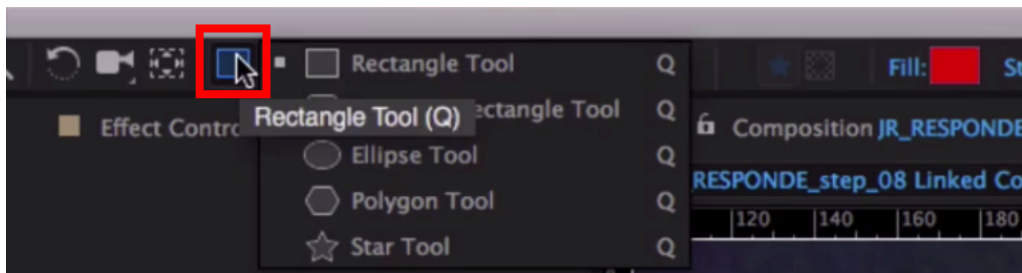 Rectangle Tool Q
Fill: St
Effect Contro
Rectangle Tool (Q)
ectangle Tool Q
Composition JR_RESPONDE
Ellipse Tool Q
RESPONDE_step_08 Linked Co
Polygon Tool Q
120 140 160 180
Star Tool Q